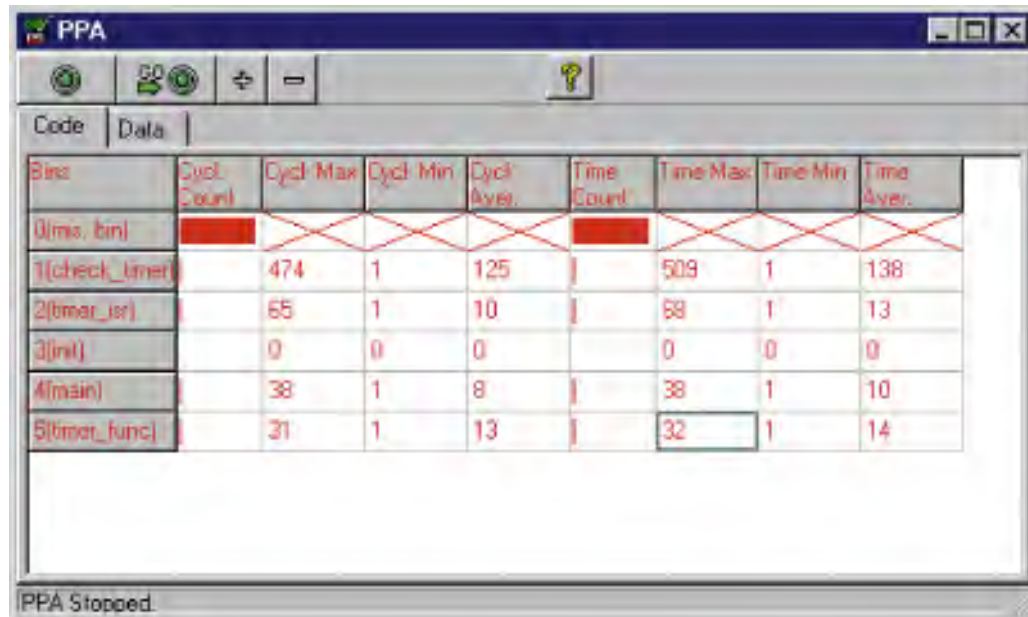 PPA
GO
Code Data
Bins Cycl. Count Cycl. Max Cycl. Min Cycl. Aver. Time Count Time Max Time Min Time Aver.
0(mis. bin)
1(check_timer) 474 1 125 509 1 138
2(timer_isr) 65 1 10 68 1 13
3(init) 0 0 0 0 0 0
4(main) 38 1 8 38 1 10
5(timer_func) 31 1 13 32 1 14
PPA Stopped.